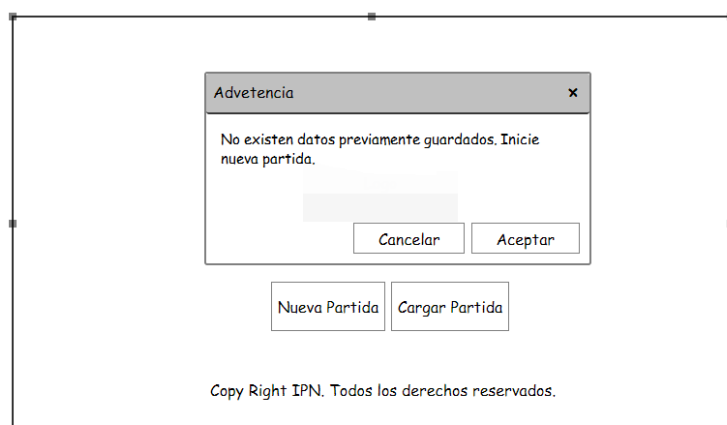 Advetencia x
No existen datos previamente guardados. Inicie
nueva partida.
Cancelar Aceptar
Nueva Partida Cargar Partida
Copy Right IPN. Todos los derechos reservados.